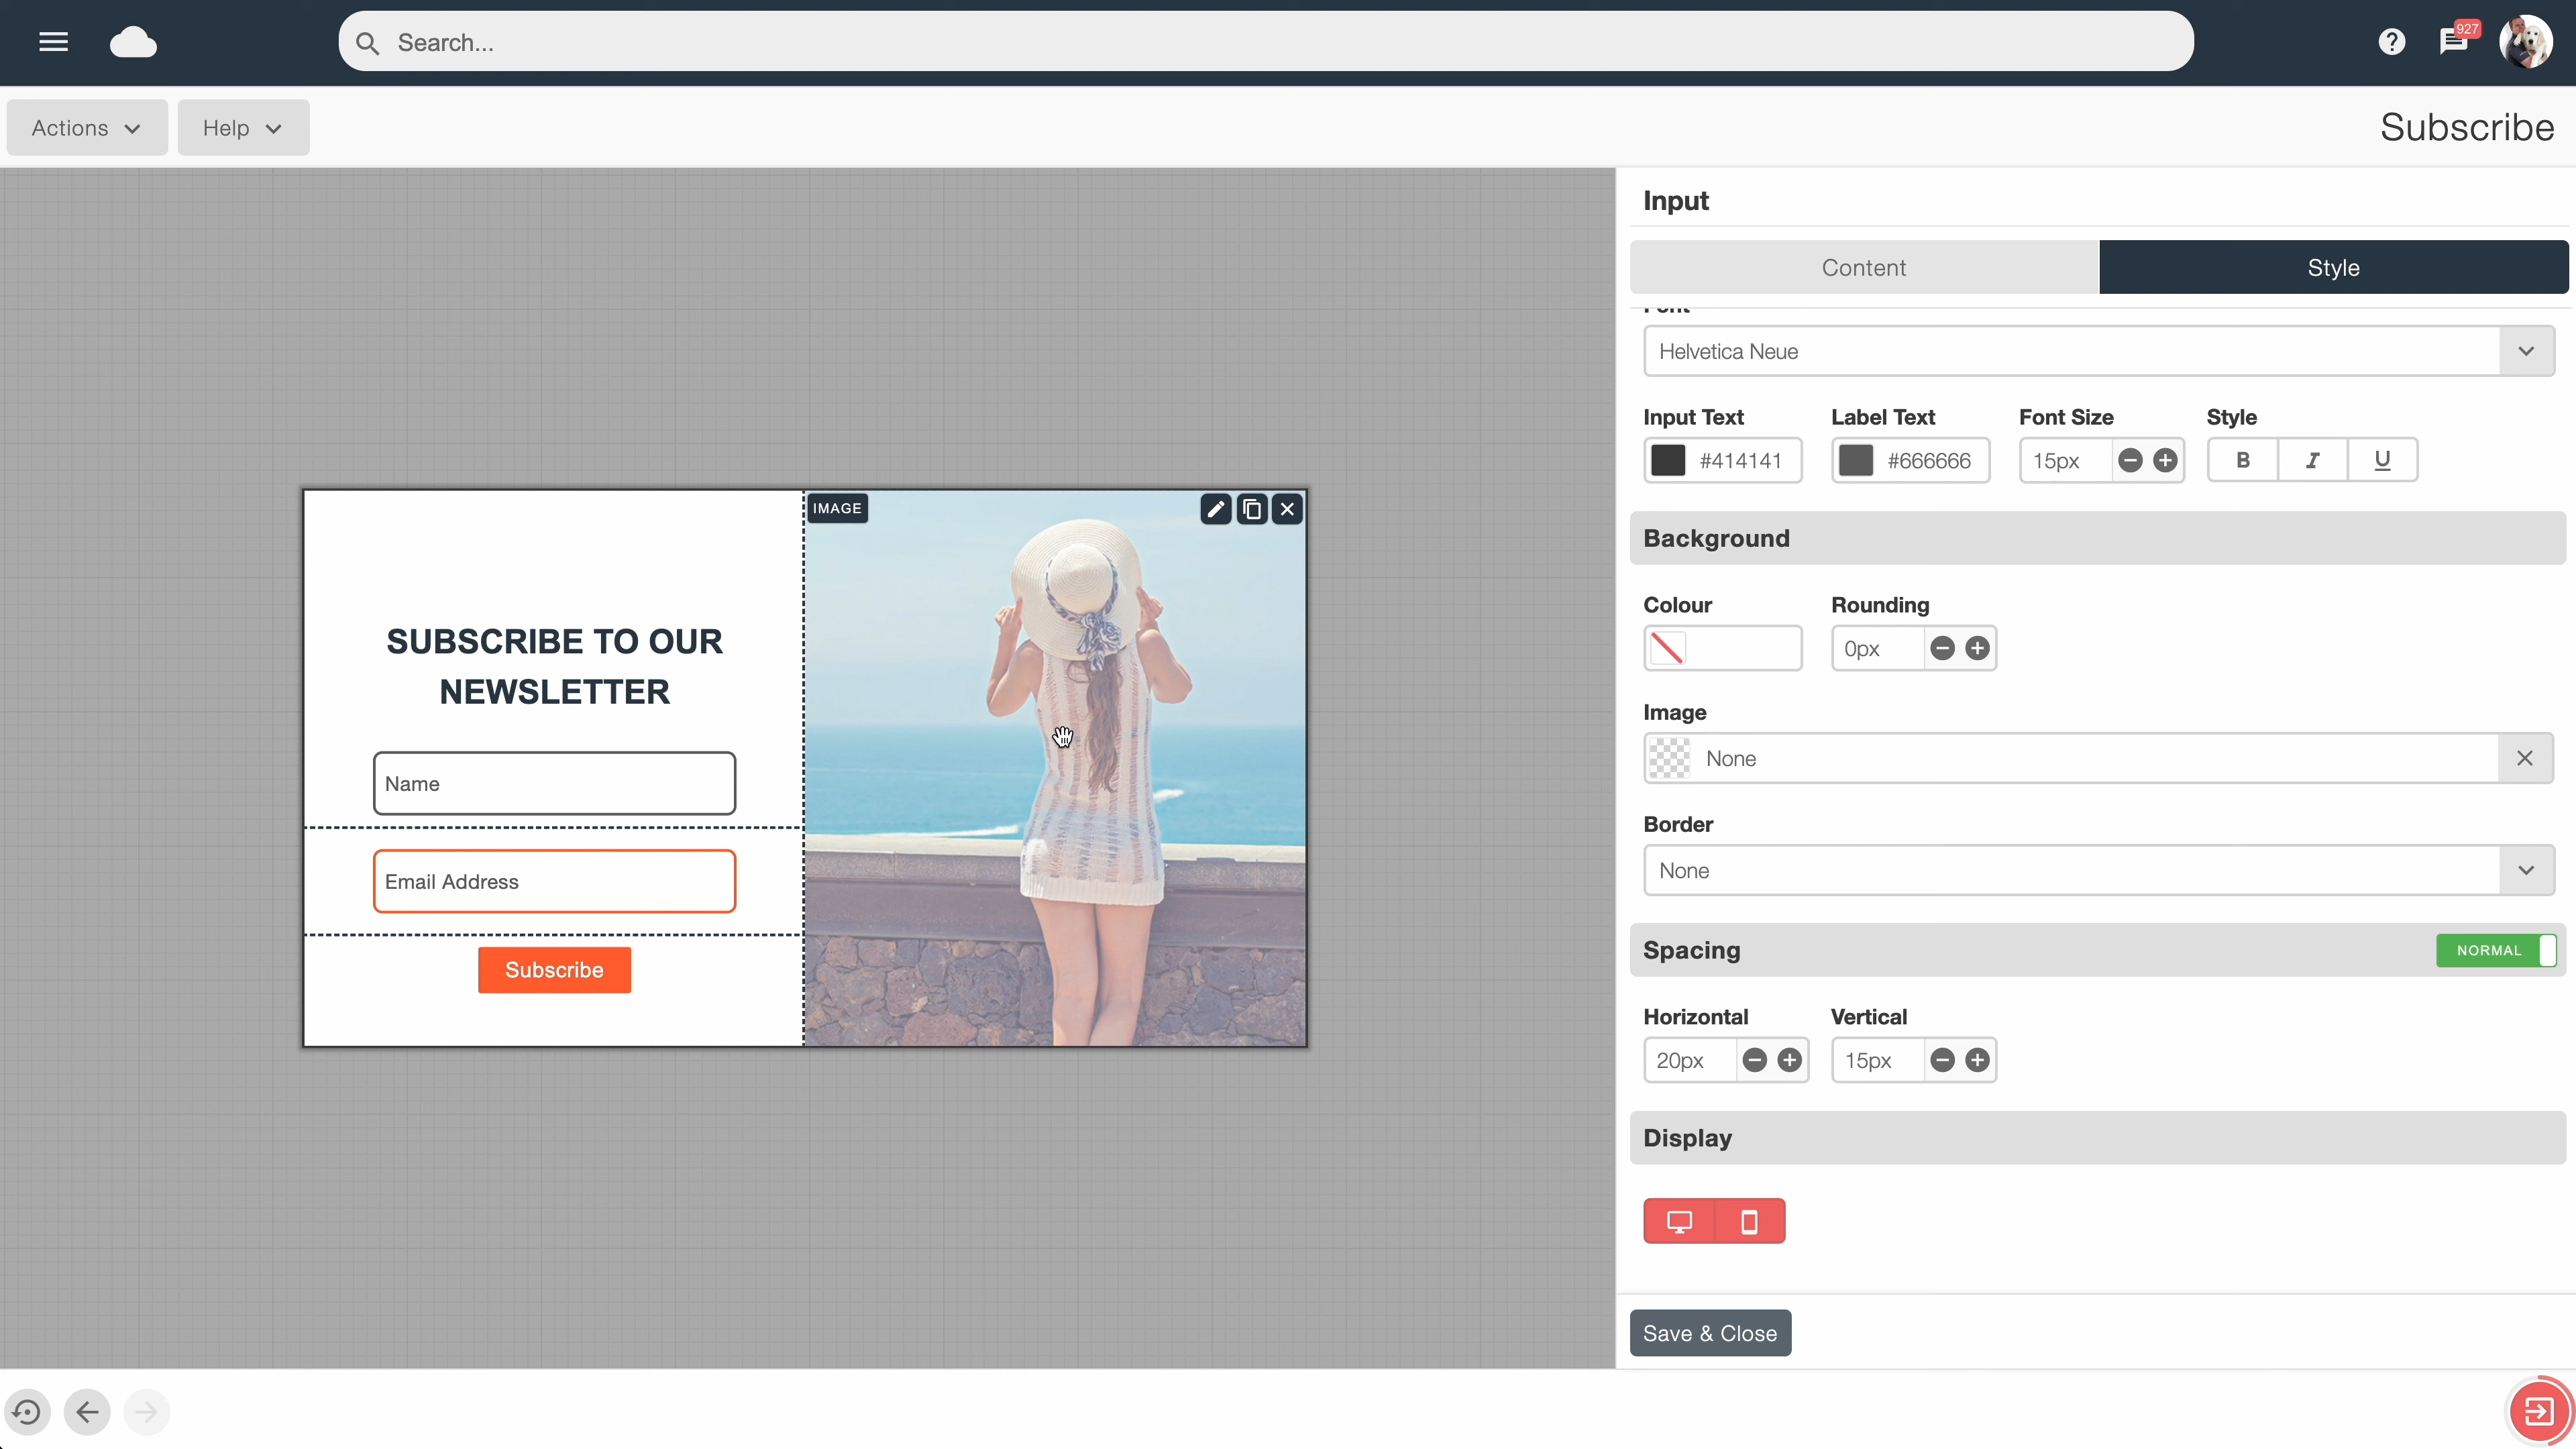 Search...
927
Actions
Help
Subscribe
Input
Content
Style
Font
Helvetica Neue
Input Text
Label Text
Font Size
Style
#414141
#666666
15px
B
I
U
Background
Colour
Rounding
0px
Image
None
Border
None
Spacing
NORMAL
Horizontal
Vertical
20px
15px
Display
Save & Close
IMAGE
SUBSCRIBE TO OUR
NEWSLETTER
Name
Email Address
Subscribe